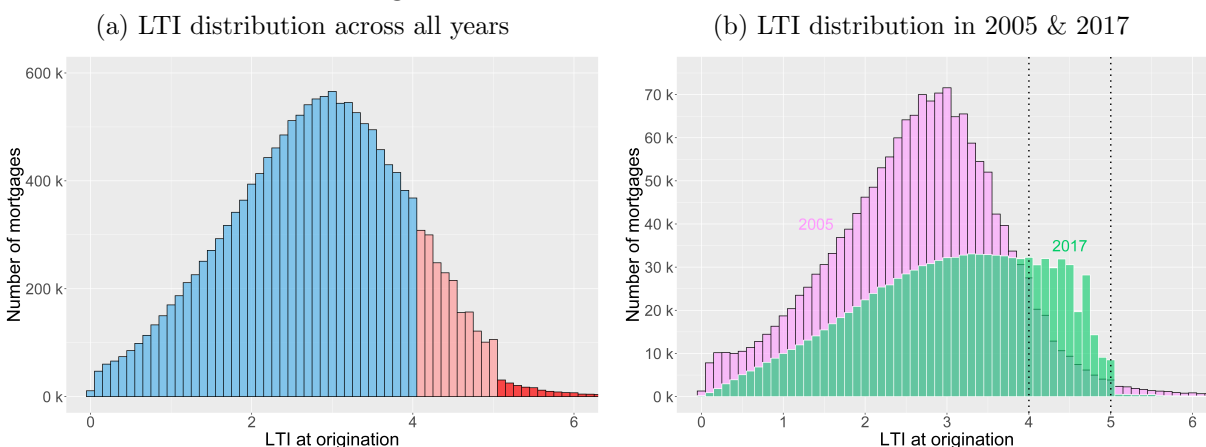 (a) LTI distribution across all years
600 k
400 k
200 k
0 k
Number of mortgages
0 2 4 6
LTI at origination
(b) LTI distribution in 2005 & 2017
70 k
60 k
50 k
40 k
30 k
20 k
10 k
0 k
Number of mortgages
2005
2017
0 1 2 3 4 5 6
LTI at origination